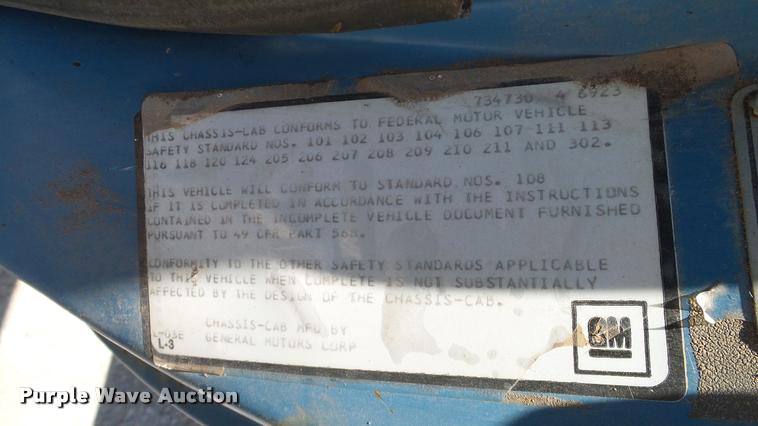 734730 4 6923
THIS CHASSIS-CAB CONFORMS TO FEDERAL MOTOR VEHICLE
SAFETY STANDARD NOS. 101 102 103 104 106 107 111 113
116 118 120 124 205 206 207 208 209 210 211 AND 302.
THIS VEHICLE WILL CONFORM TO STANDARD NOS. 108
IF IT IS COMPLETED IN ACCORDANCE WITH THE INSTRUCTIONS
CONTAINED IN THE INCOMPLETE VEHICLE DOCUMENT FURNISHED
PURSUANT TO 49 CFR PART 568.
CONFORMITY TO THE OTHER SAFETY STANDARDS APPLICABLE
TO THIS VEHICLE WHEN COMPLETE IS NOT SUBSTANTIALLY
AFFECTED BY THE DESIGN OF THE CHASSIS-CAB.
L-03E CHASSIS-CAB MFD BY
L-3 GENERAL MOTORS CORP
GM
Purple Wave Auction